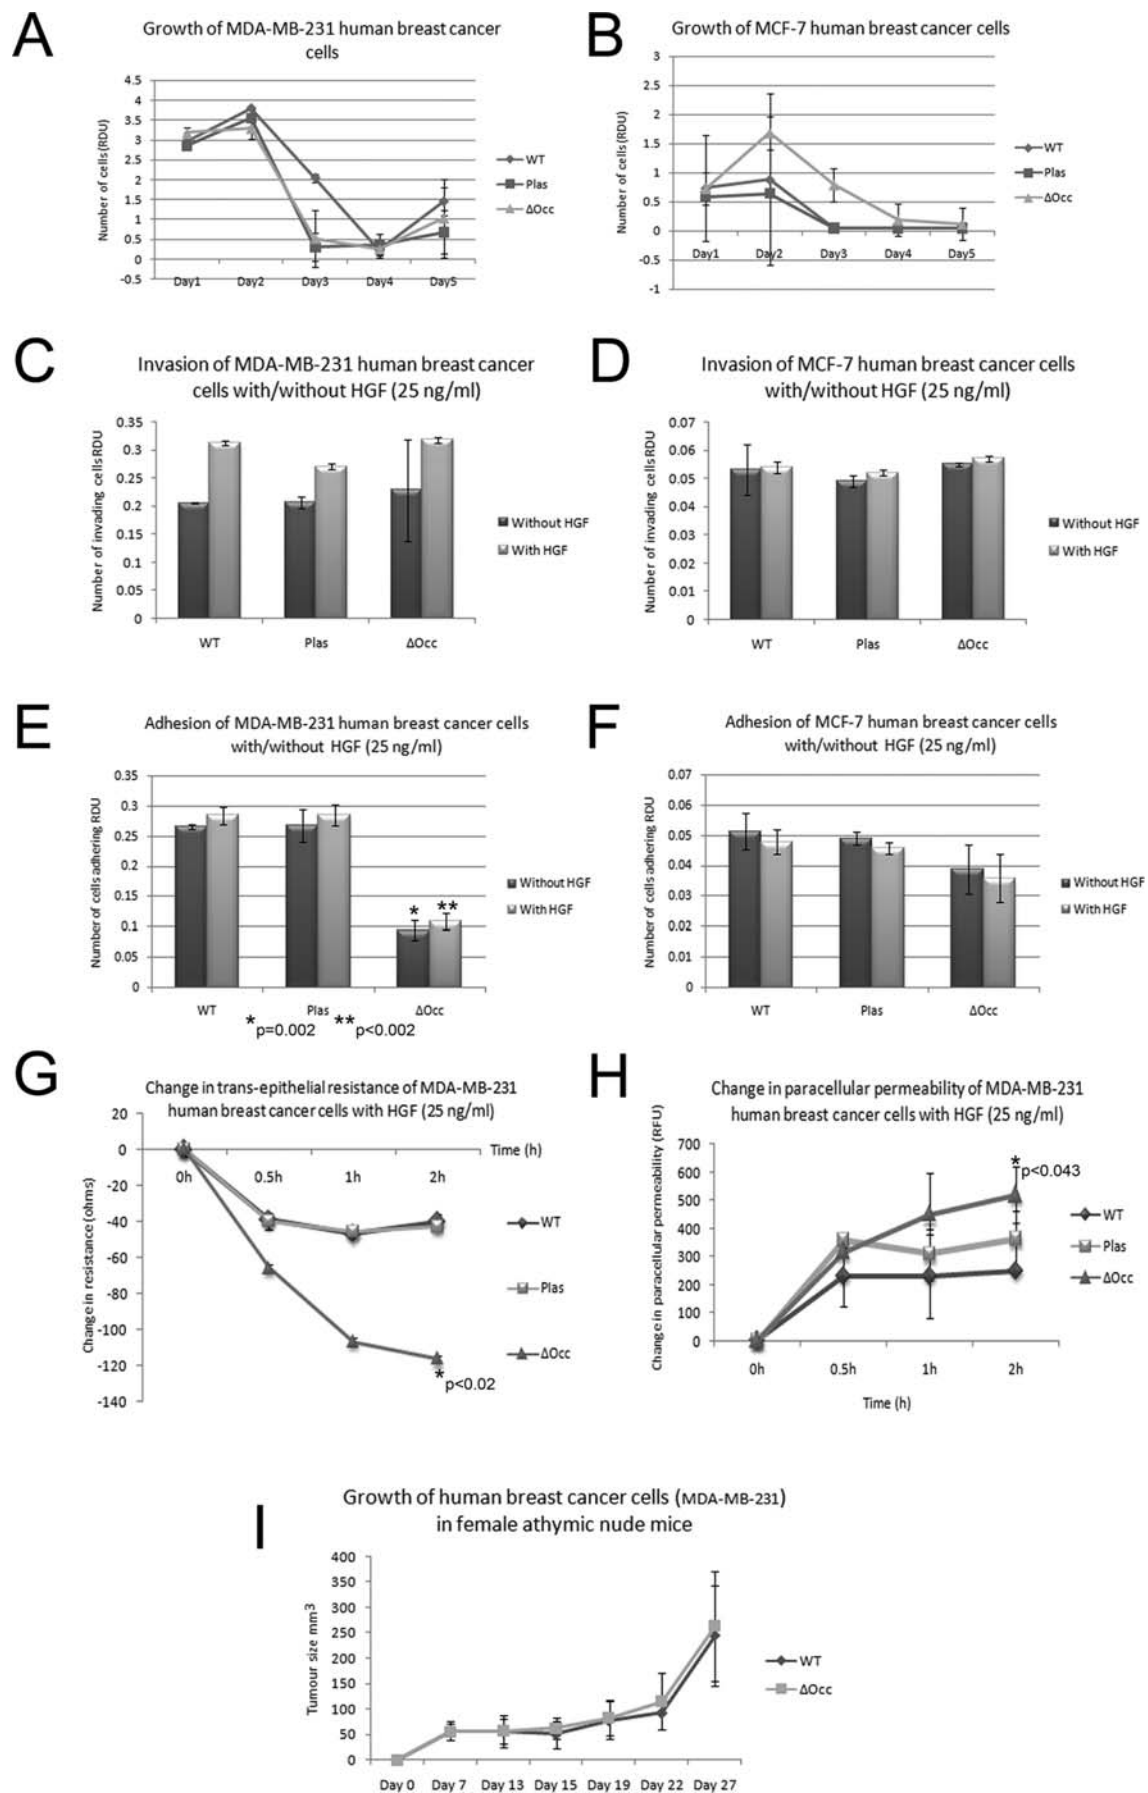 A
Growth of MDA-MB-231 human breast cancer
cells
Number of cells (RDU)
4.5
4
3.5
3
2.5
2
1.5
1
0.5
0
-0.5
Day1 Day2 Day3 Day4 Day5
WT
Plas
ΔOcc
B
Growth of MCF-7 human breast cancer cells
Number of cells (RDU)
3
2.5
2
1.5
1
0.5
0
-0.5
-1
Day1 Day2 Day3 Day4 Day5
WT
Plas
ΔOcc
C
Invasion of MDA-MB-231 human breast cancer
cells with/without HGF (25 ng/ml)
Number of invading cells RDU
0.35
0.3
0.25
0.2
0.15
0.1
0.05
0
WT Plas ΔOcc
Without HGF
With HGF
D
Invasion of MCF-7 human breast cancer cells
with/without HGF (25 ng/ml)
Number of invading cells RDU
0.07
0.06
0.05
0.04
0.03
0.02
0.01
0
WT Plas ΔOcc
Without HGF
With HGF
E
Adhesion of MDA-MB-231 human breast cancer cells
with/without HGF (25 ng/ml)
Number of cells adhering RDU
0.35
0.3
0.25
0.2
0.15
0.1
0.05
0
* **
WT Plas ΔOcc
*p=0.002 **p<0.002
Without HGF
With HGF
F
Adhesion of MCF-7 human breast cancer cells
with/without HGF (25 ng/ml)
Number of cells adhering RDU
0.07
0.06
0.05
0.04
0.03
0.02
0.01
0
WT Plas ΔOcc
Without HGF
With HGF
G
Change in trans-epithelial resistance of MDA-MB-231
human breast cancer cells with HGF (25 ng/ml)
Change in resistance (ohms)
20
0
-20
-40
-60
-80
-100
-120
-140
0h 0.5h 1h 2h
Time (h)
*p<0.02
WT
Plas
ΔOcc
H
Change in paracellular permeability of MDA-MB-231
human breast cancer cells with HGF (25 ng/ml)
Change in paracellular permeability (RFU)
700
600
500
400
300
200
100
0
*p<0.043
0h 0.5h 1h 2h
Time (h)
WT
Plas
ΔOcc
I
Growth of human breast cancer cells (MDA-MB-231)
in female athymic nude mice
Tumour size mm3
400
350
300
250
200
150
100
50
0
Day 0 Day 7 Day 13 Day 15 Day 19 Day 22 Day 27
WT
ΔOcc